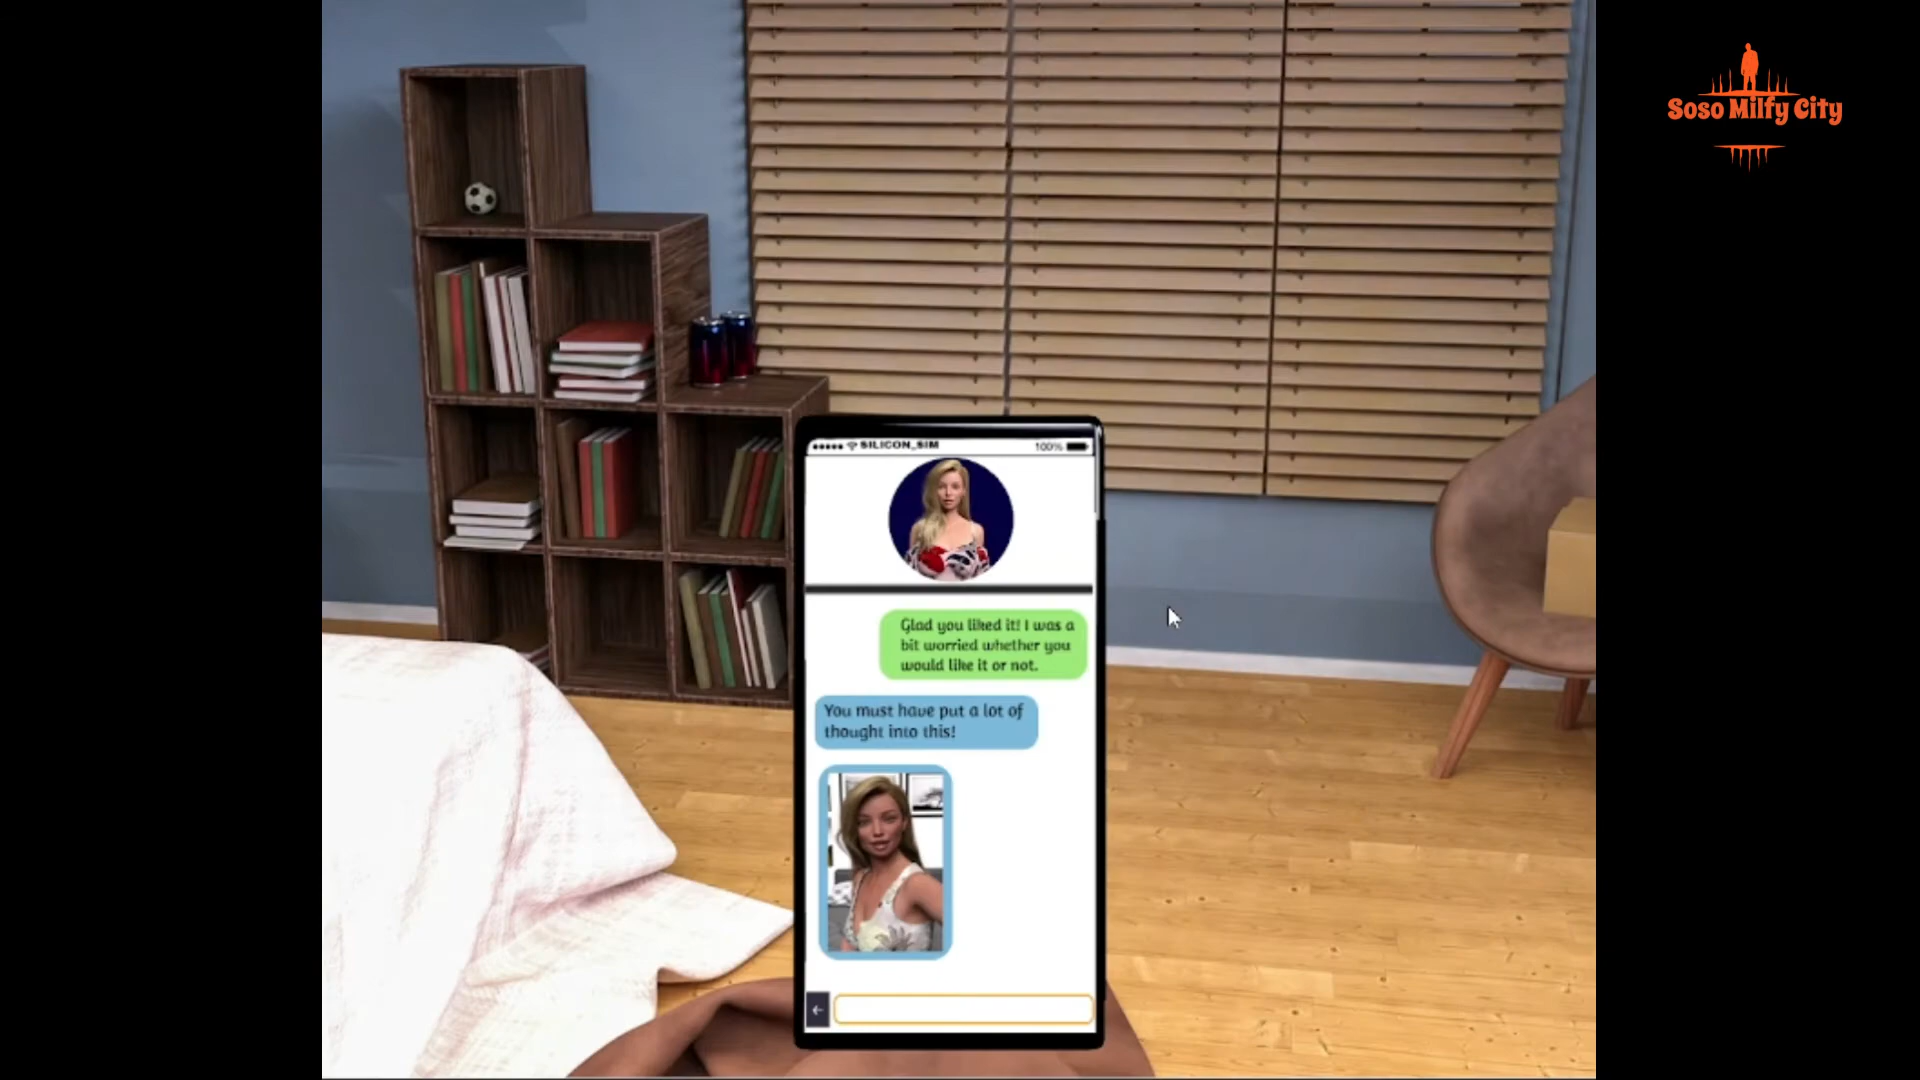 Soso Milfy City
SILICON_SIM
100%
Glad you liked it! I was a
bit worried whether you
would like it or not.
You must have put a lot of
thought into this!